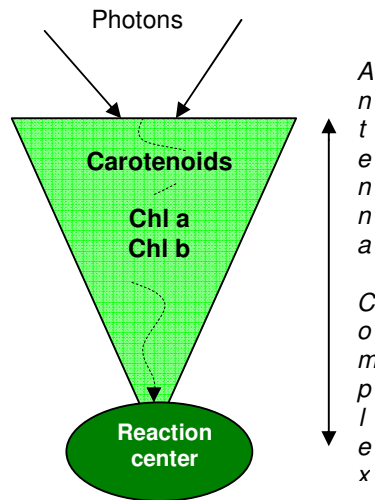 Photons
Carotenoids
Chl a
Chl b
Reaction
center
A
n
t
e
n
n
a
C
o
m
p
l
e
x